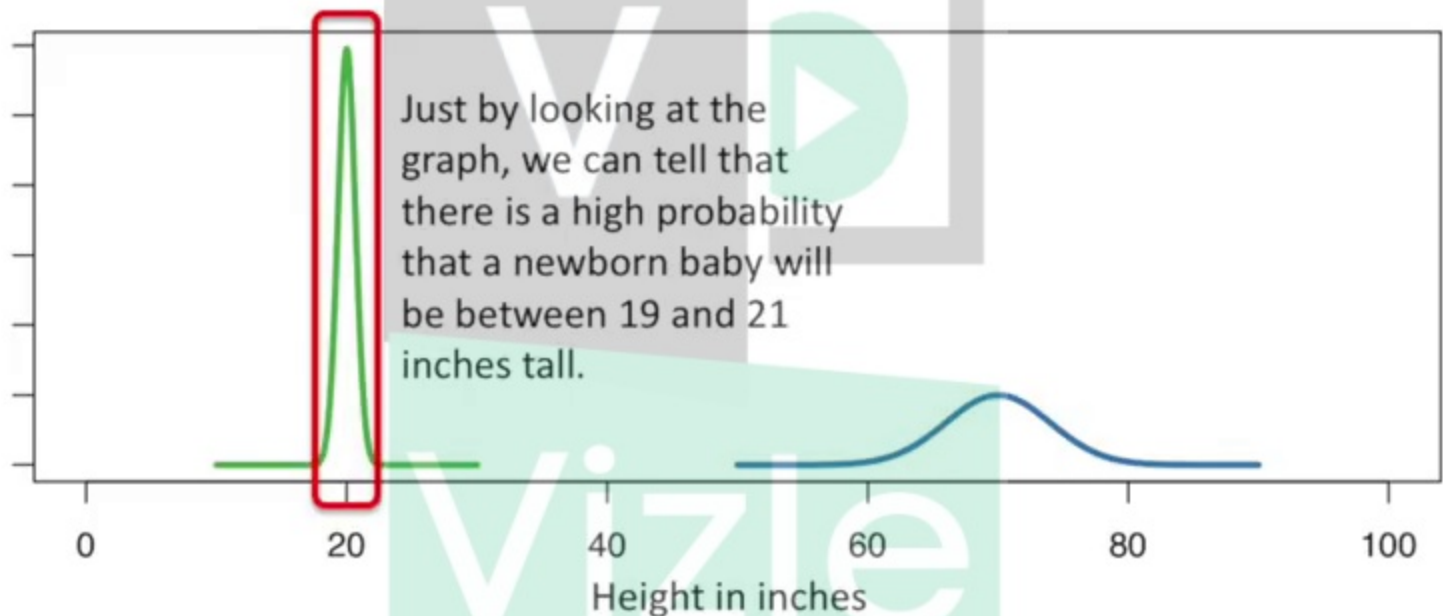 Just by looking at the
graph, we can tell that
there is a high probability
that a newborn baby will
be between 19 and 21
inches tall.
0 20 40 60 80 100
Height in inches
Vizle